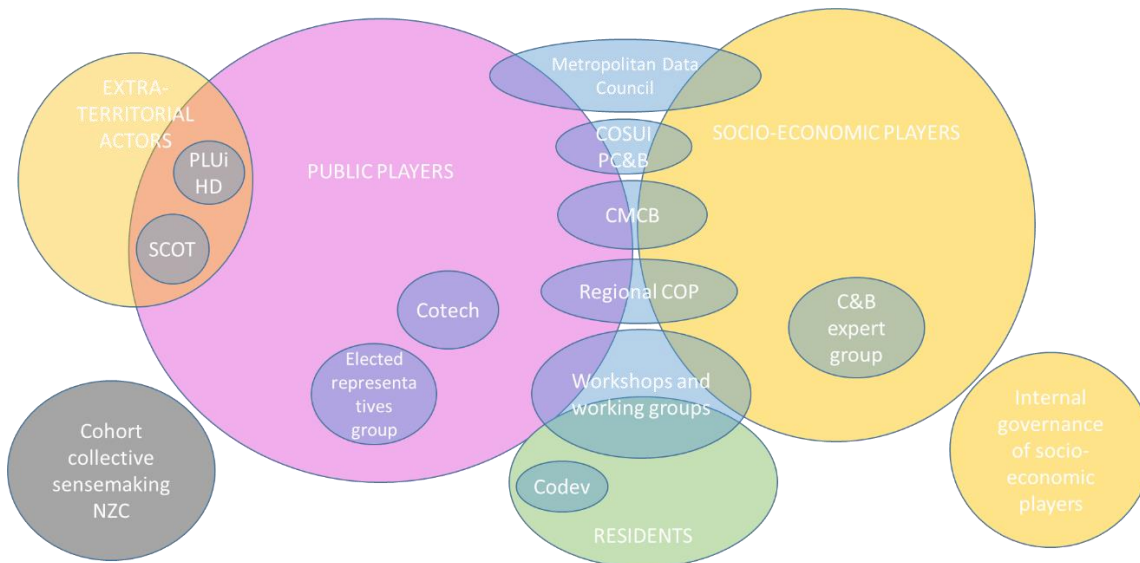 EXTRA-
TERRITORIAL
ACTORS
PLUi
HD
SCOT
PUBLIC PLAYERS
Cotech
Elected
representa
tives
group
Metropolitan Data
Council
COSUI
PC&B
CMCB
Regional COP
Workshops and
working groups
SOCIO-ECONOMIC PLAYERS
C&B
expert
group
Cohort
collective
sensemaking
NZC
Codev
RESIDENTS
Internal
governance
of socio-
economic
players